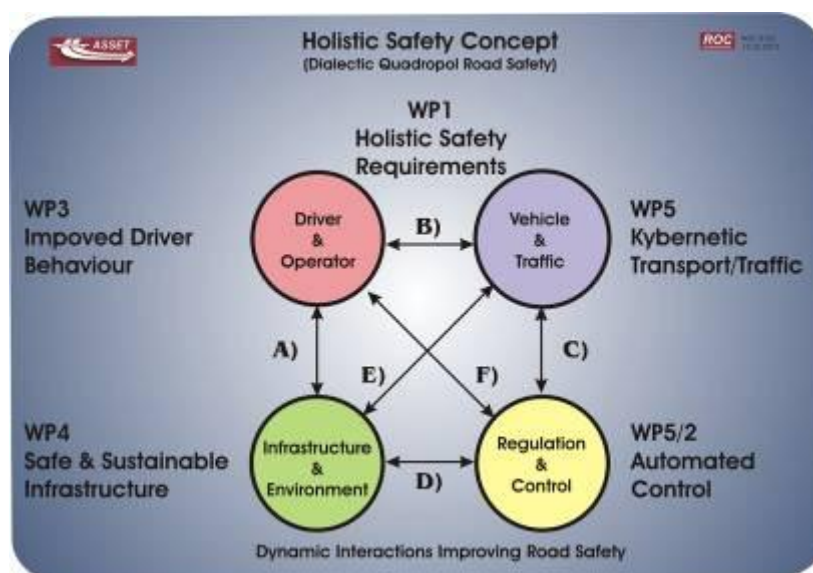 ASSET
Holistic Safety Concept
(Dialectic Quadropol Road Safety)
ROC
WP1
Holistic Safety
Requirements
WP3
Impoved Driver
Behaviour
Driver
&
Operator
B)
Vehicle
&
Traffic
WP5
Kybernetic
Transport/Traffic
A)
E)
F)
C)
WP4
Safe & Sustainable
Infrastructure
Infrastructure
&
Environment
D)
Regulation
&
Control
WP5/2
Automated
Control
Dynamic Interactions Improving Road Safety